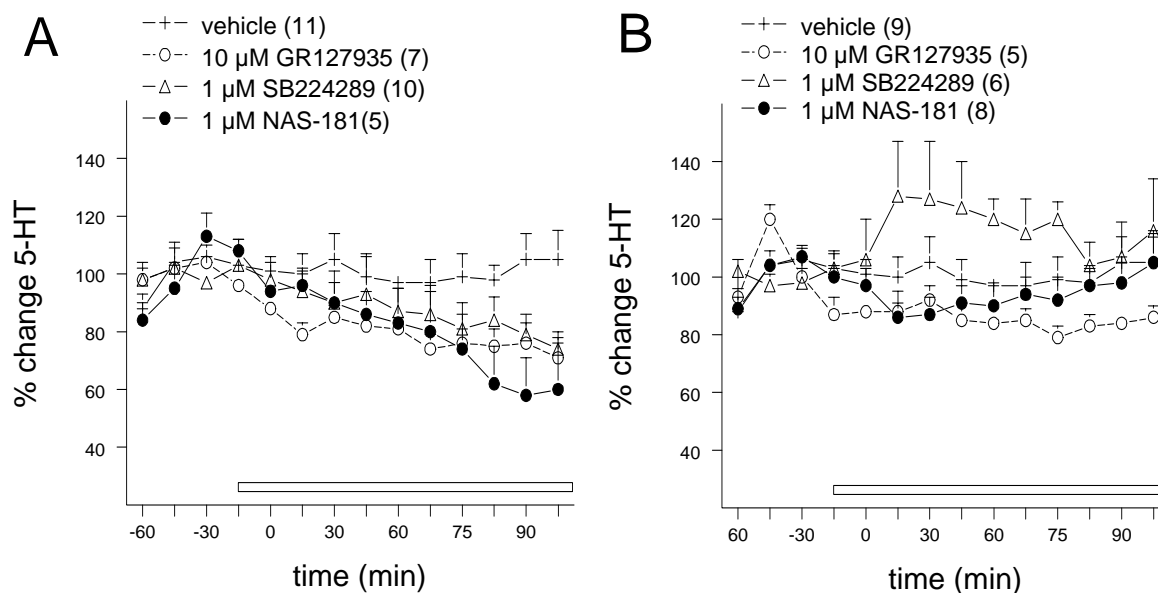 A
vehicle (11)
10 µM GR127935 (7)
1 µM SB224289 (10)
1 µM NAS-181(5)
140
120
100
80
60
40
% change 5-HT
-60 -30 0 30 60 75 90
time (min)
B
vehicle (9)
10 µM GR127935 (5)
1 µM SB224289 (6)
1 µM NAS-181 (8)
140
120
100
80
60
40
% change 5-HT
60 -30 0 30 60 75 90
time (min)